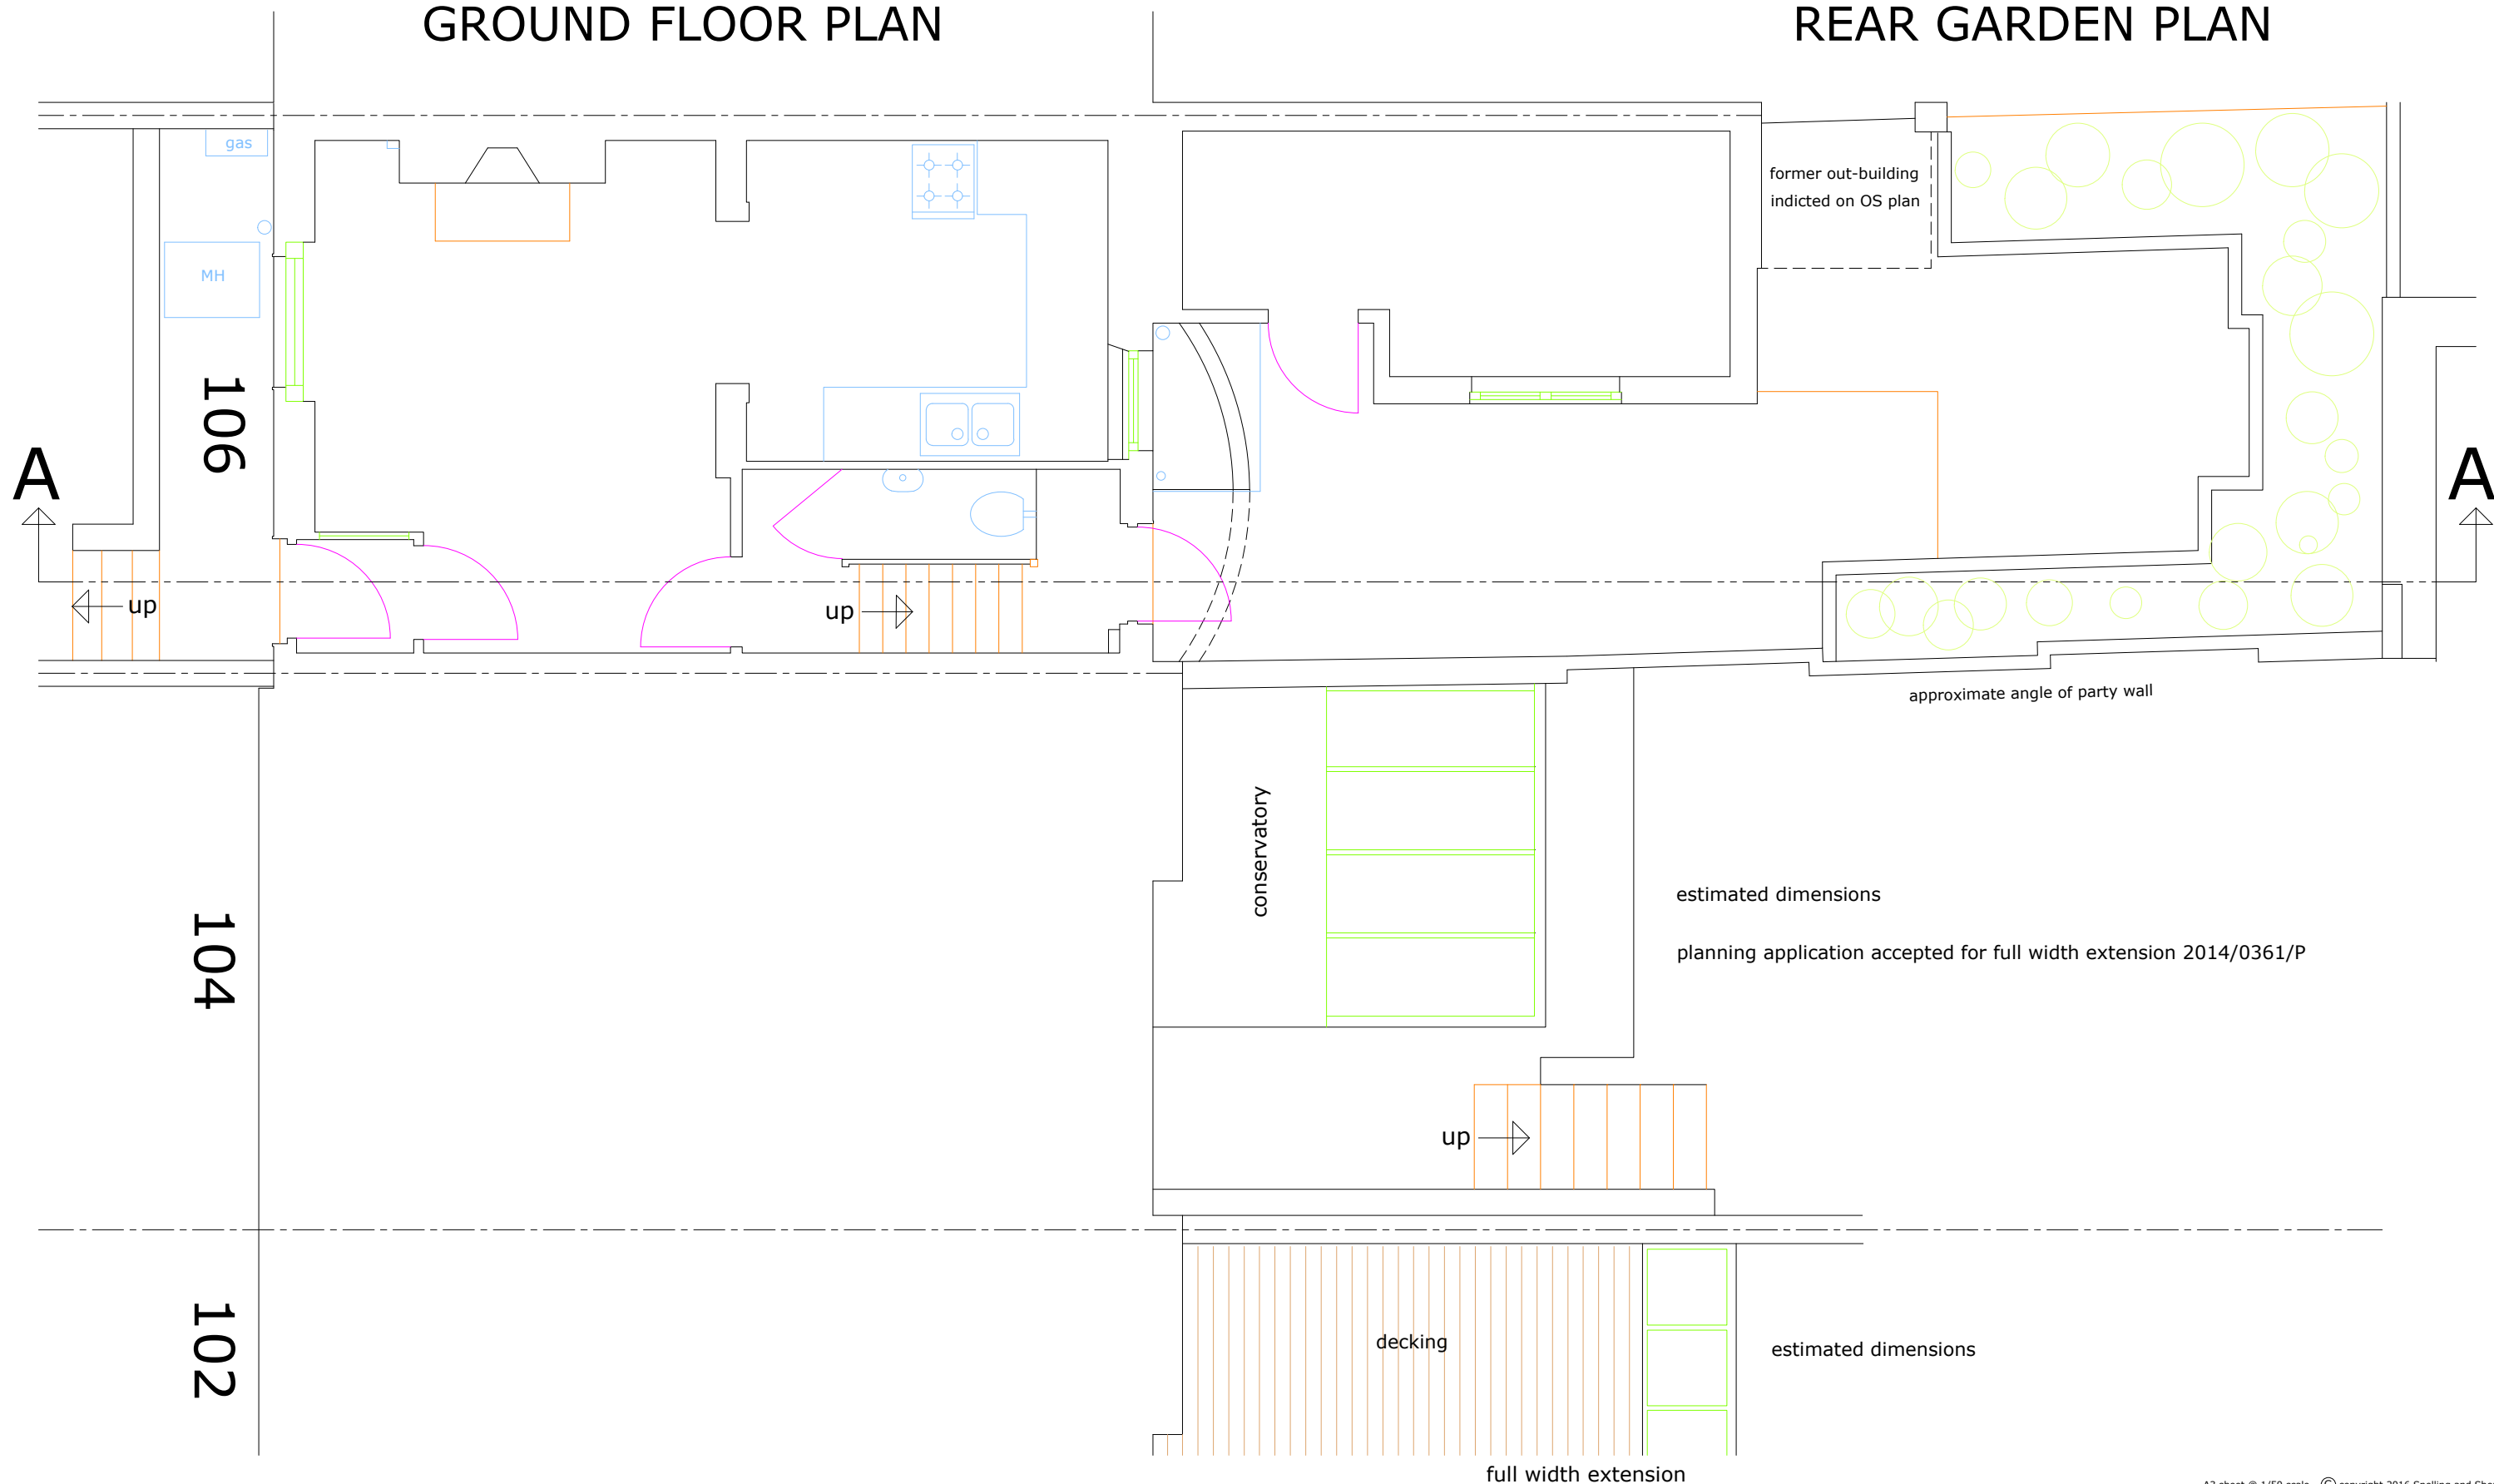 GROUND FLOOR PLAN
REAR GARDEN PLAN
gas
former out-building
indicted on OS plan
MH
106
A
A
up
up
approximate angle of party wall
conservatory
104
estimated dimensions
planning application accepted for full width extension 2014/0361/P
up
102
decking
estimated dimensions
full width extension